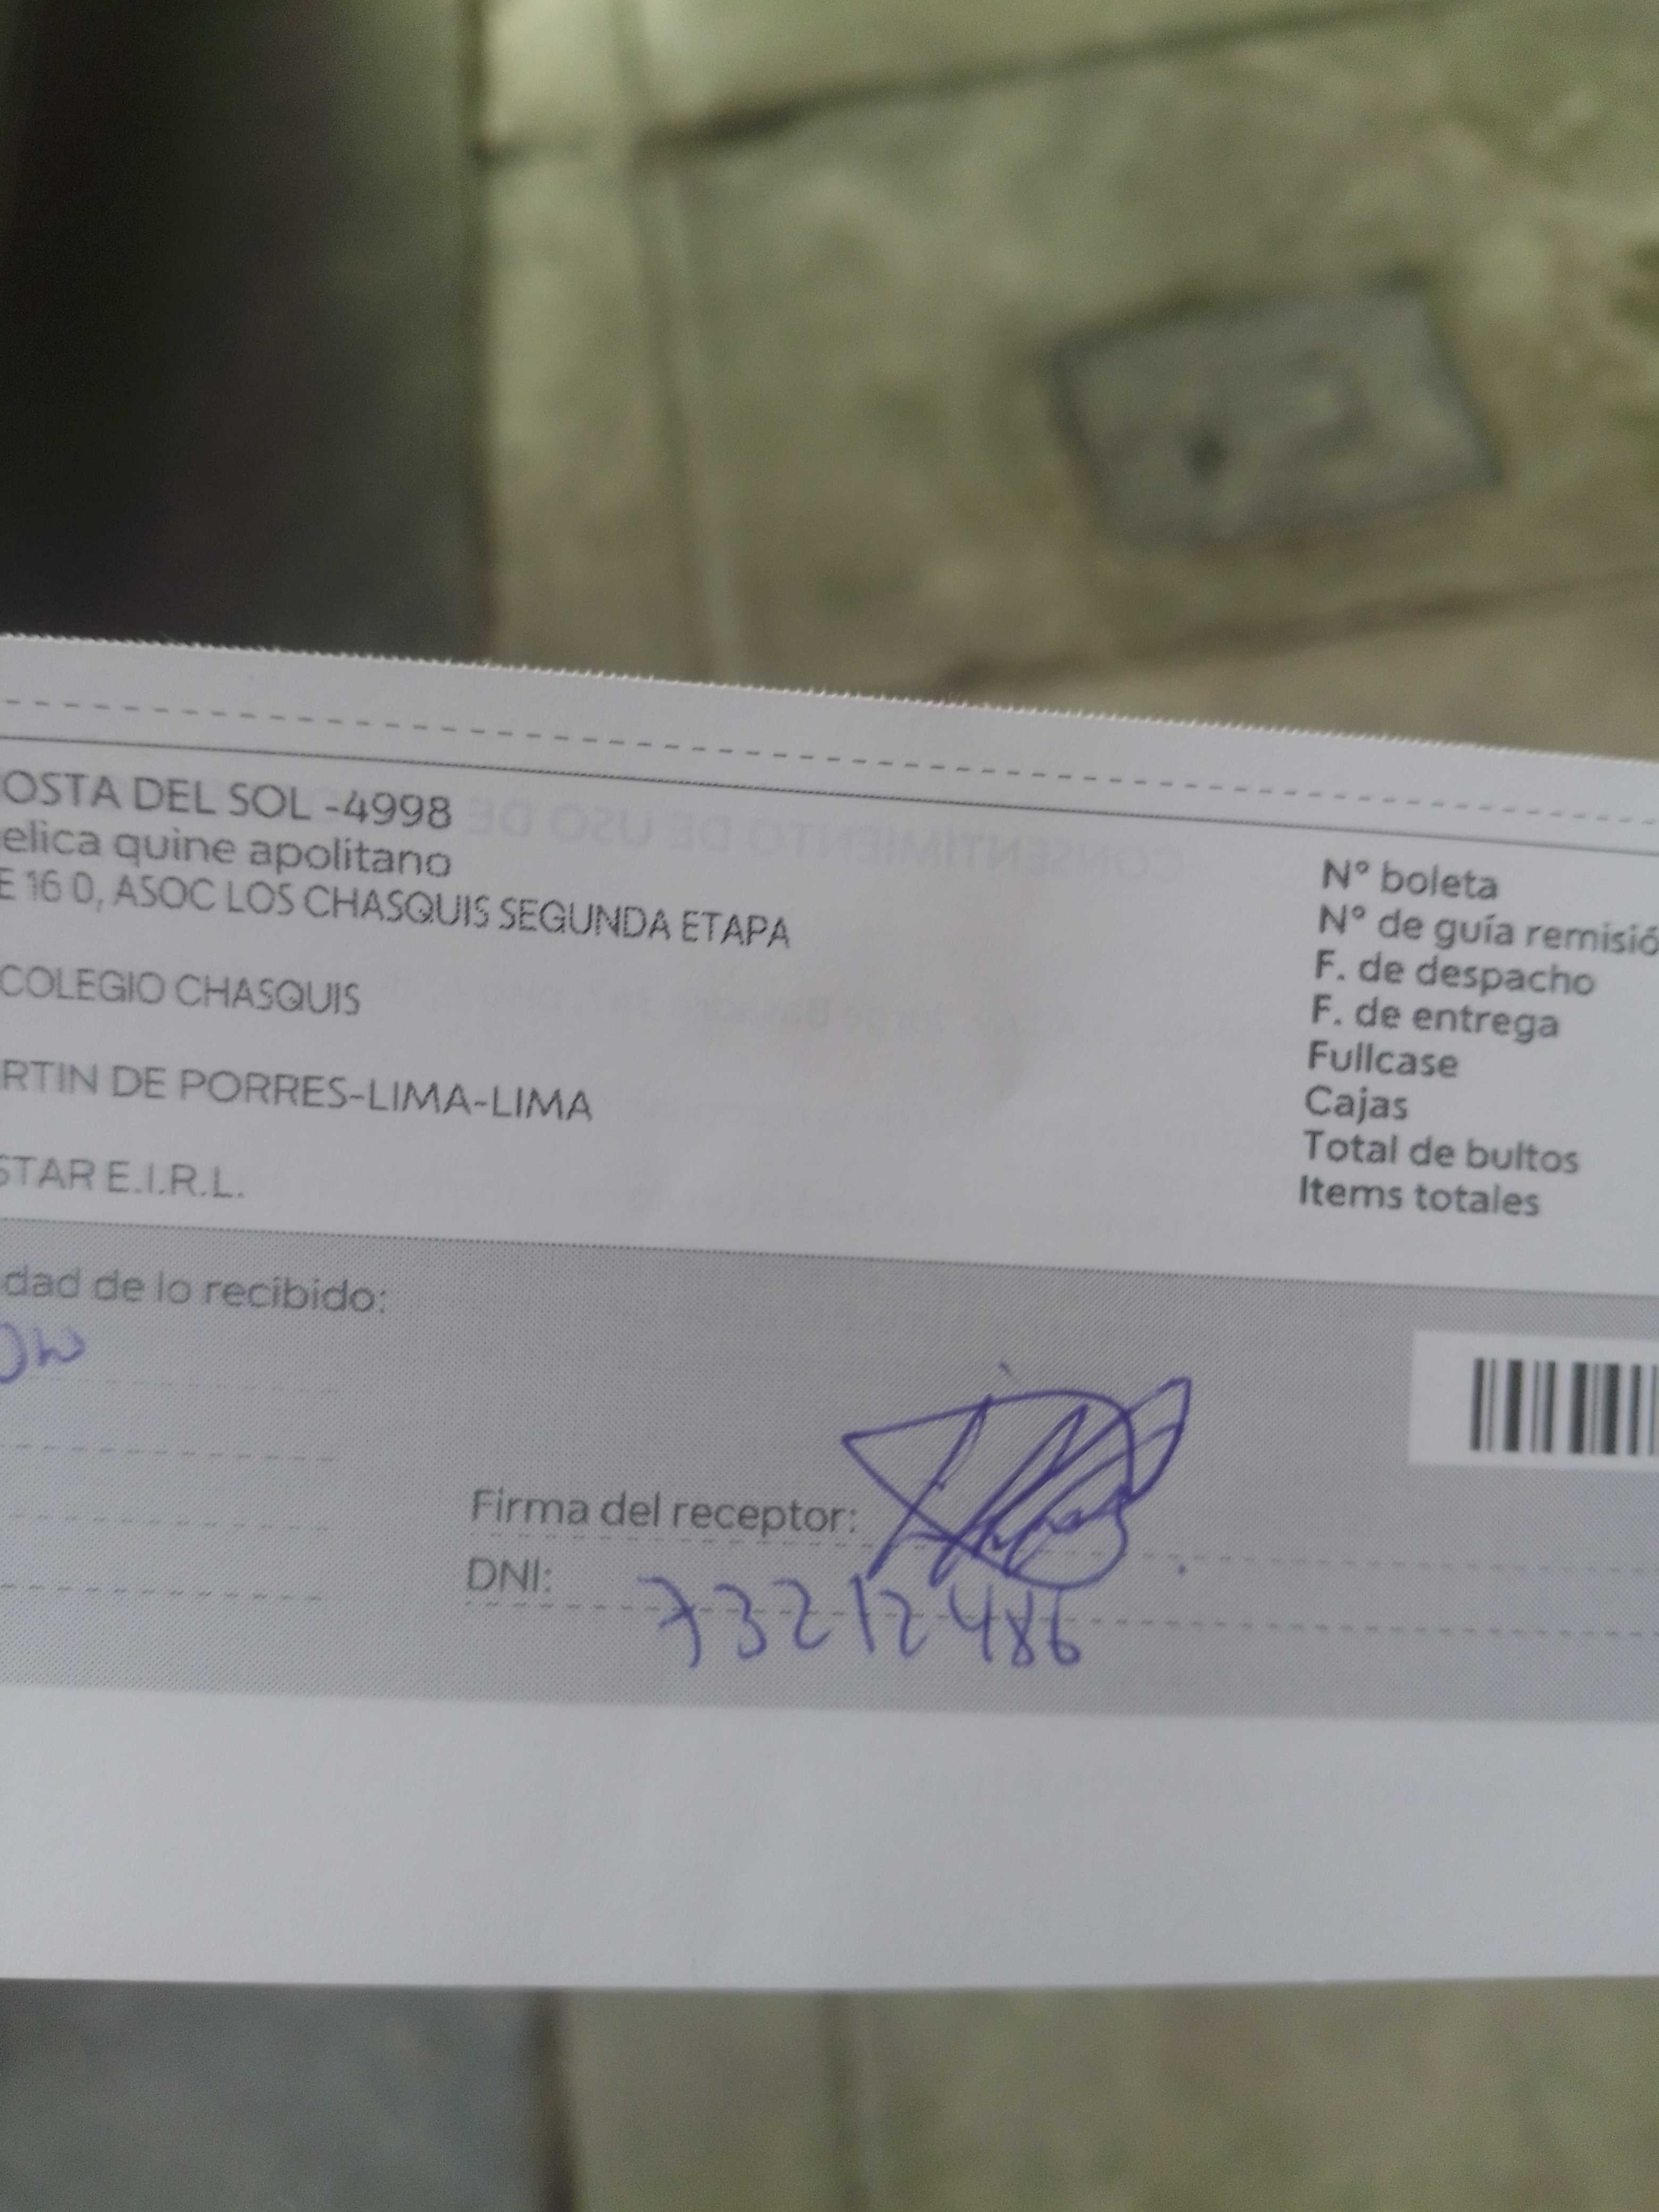 OSTA DEL SOL -4998
elica quine apolitano
E 16 0, ASOC LOS CHASQUIS SEGUNDA ETAPA
COLEGIO CHASQUIS
RTIN DE PORRES-LIMA-LIMA
STAR E.I.R.L.
N° boleta
N° de guía remisió
F. de despacho
F. de entrega
Fullcase
Cajas
Total de bultos
Items totales
dad de lo recibido:
Firma del receptor:
DNI: 73212486